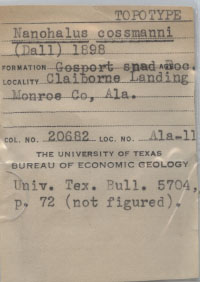 TOPOTYPE
Nanohalus cossmanni
(Dall) 1898
FORMATION Gosport snad AGE Eoc.
LOCALITY Claiborne Landing
Monroe Co, Ala.
COL. NO. 20682 LOC. NO. Ala-11
THE UNIVERSITY OF TEXAS
BUREAU OF ECONOMIC GEOLOGY
Univ. Tex. Bull. 5704,
p. 72 (not figured).